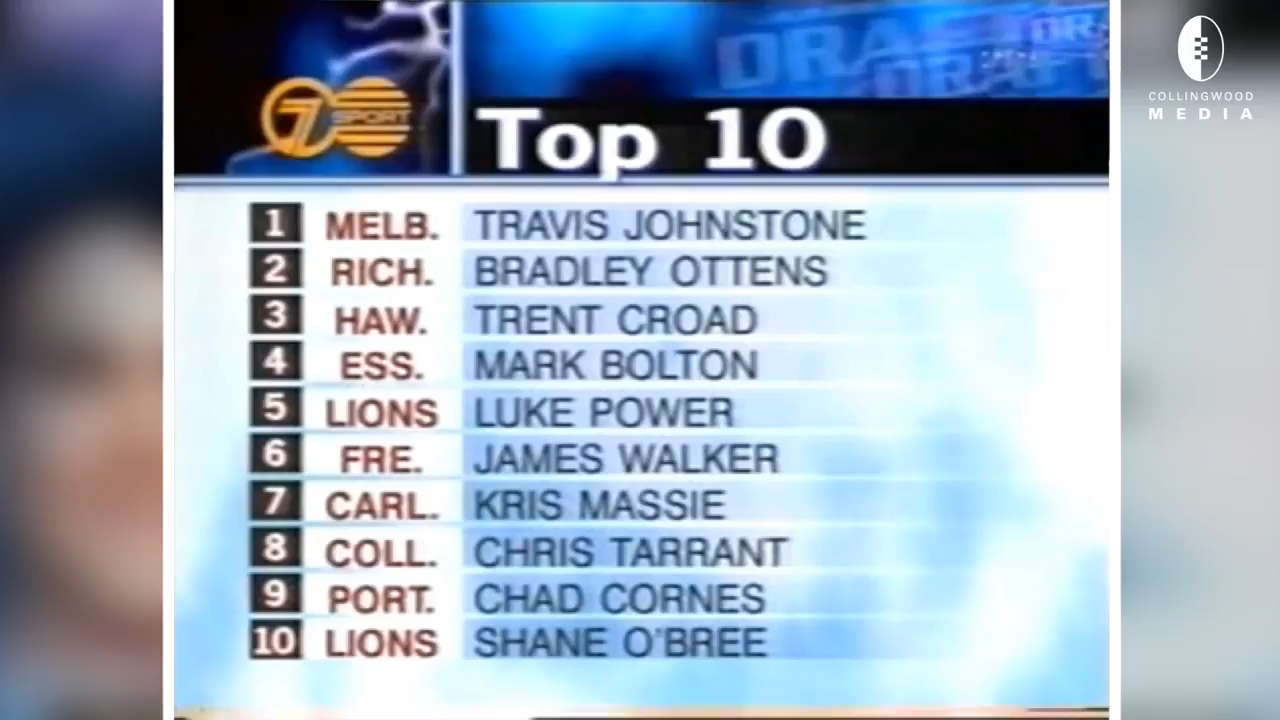 DRAFT
DRAFT
7 SPORT
Top 10
COLLINGWOOD
MEDIA
1 MELB. TRAVIS JOHNSTONE
2 RICH. BRADLEY OTTENS
3 HAW. TRENT CROAD
4 ESS. MARK BOLTON
5 LIONS LUKE POWER
6 FRE. JAMES WALKER
7 CARL. KRIS MASSIE
8 COLL. CHRIS TARRANT
9 PORT. CHAD CORNES
10 LIONS SHANE O'BREE